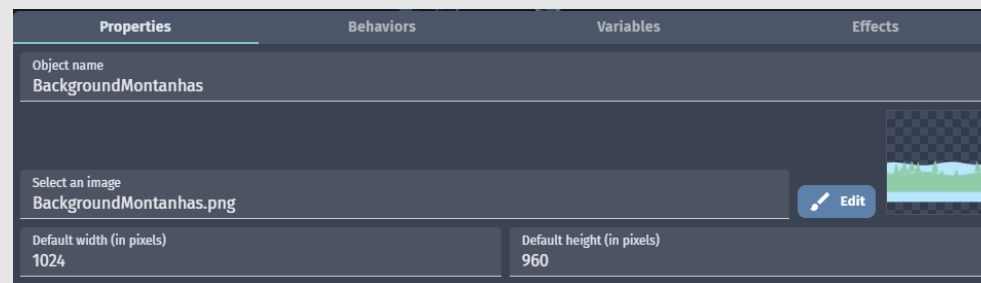 Properties Behaviors Variables Effects
Object name
BackgroundMontanhas
Select an image
BackgroundMontanhas.png
Edit
Default width (in pixels) Default height (in pixels)
1024 960